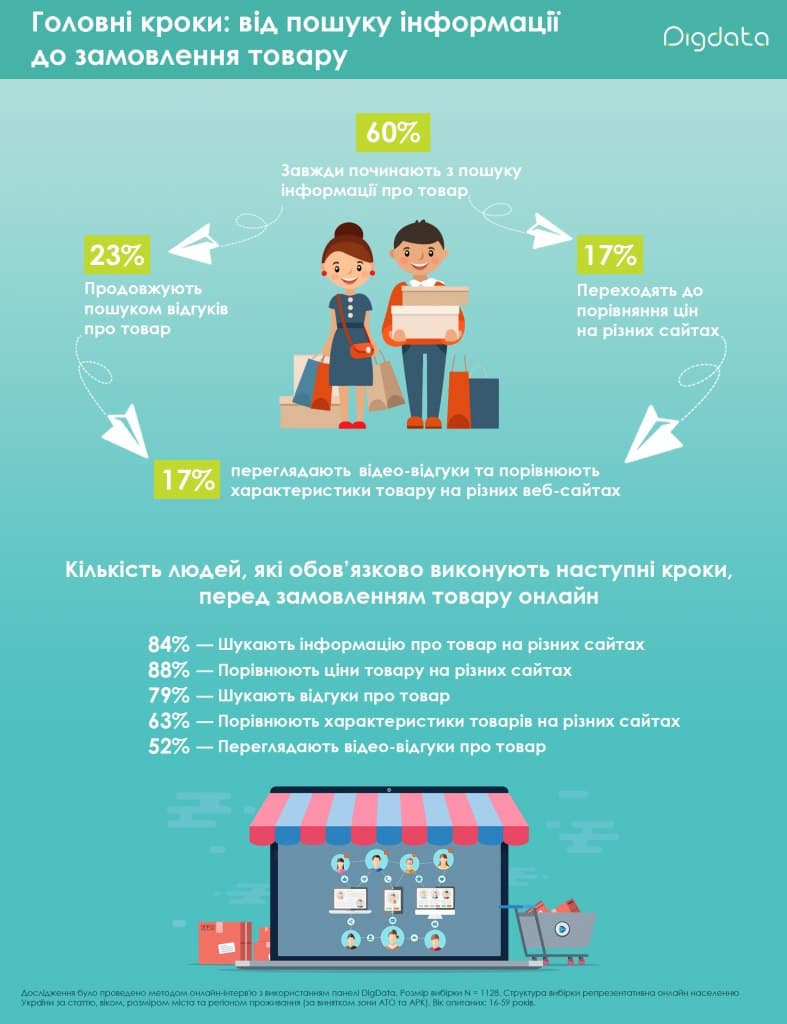 Головні кроки: від пошуку інформації
до замовлення товару
Digdata
60%
Завжди починають з пошуку
інформації про товар
23%
Продовжують
пошуком відгуків
про товар
17%
Переходять до
порівняння цін
на різних сайтах
17%
переглядають відео-відгуки та порівнюють
характеристики товару на різних веб-сайтах
Кількість людей, які обов’язково виконують наступні кроки,
перед замовленням товару онлайн
84% — Шукають інформацію про товар на різних сайтах
88% — Порівнюють ціни товару на різних сайтах
79% — Шукають відгуки про товар
63% — Порівнюють характеристики товарів на різних сайтах
52% — Переглядають відео-відгуки про товар
Дослідження було проведено методом онлайн-інтерв'ю з використанням панелі DigData. Розмір вибірки N = 1128. Структура вибірки репрезентативна онлайн населенню
України за статтю, віком, розміром міста та регіоном проживання (за винятком зони АТО та АРК). Вік опитаних: 16-59 років.